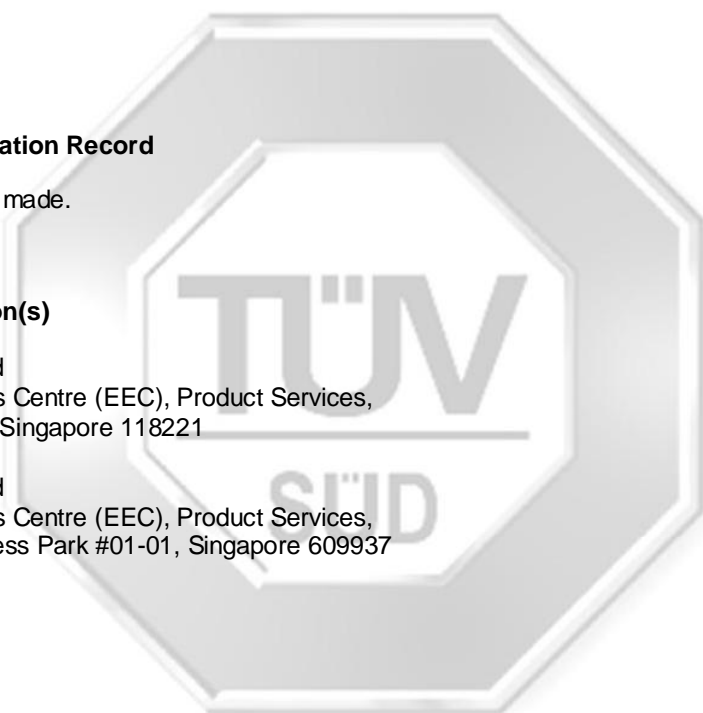 ation Record
made.
TÜV
on(s)
d
s Centre (EEC), Product Services,
Singapore 118221
SÜD
d
s Centre (EEC), Product Services,
ess Park #01-01, Singapore 609937